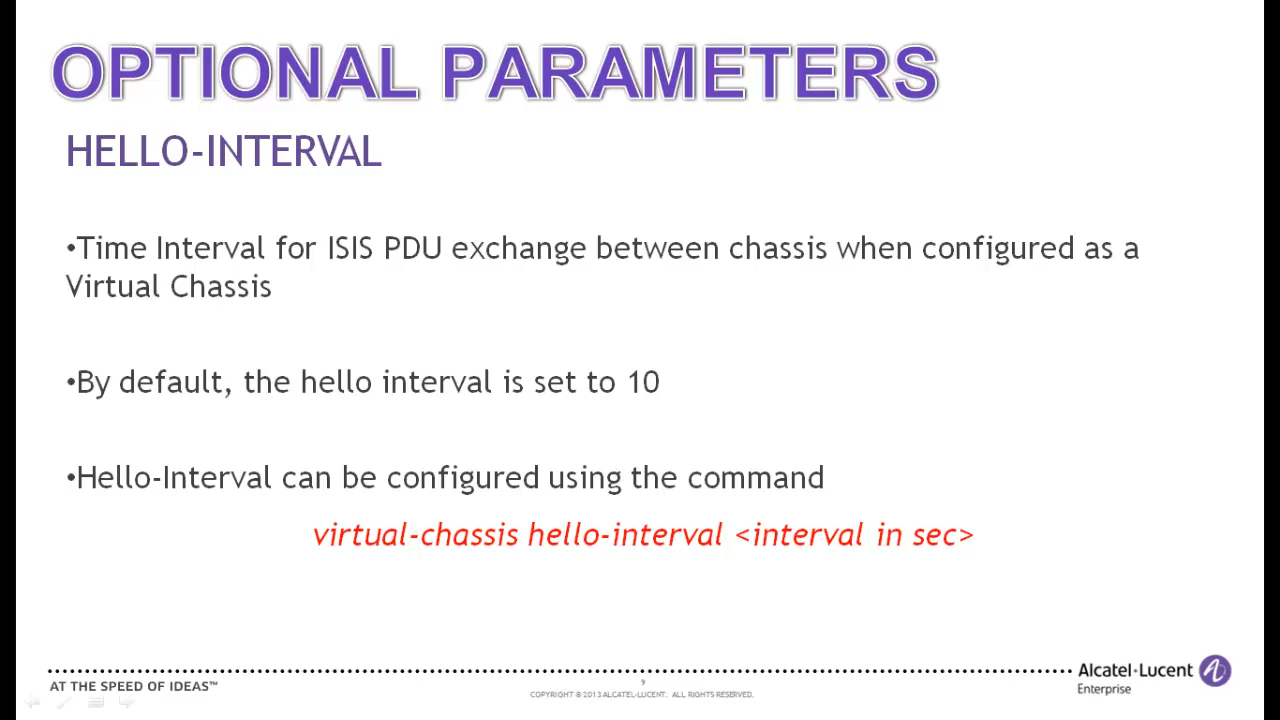 OPTIONAL PARAMETERS
HELLO-INTERVAL
•Time Interval for ISIS PDU exchange between chassis when configured as a
Virtual Chassis
•By default, the hello interval is set to 10
•Hello-Interval can be configured using the command
virtual-chassis hello-interval <interval in sec>
AT THE SPEED OF IDEAS™
9
COPYRIGHT © 2013 ALCATEL-LUCENT. ALL RIGHTS RESERVED.
Alcatel·Lucent
Enterprise